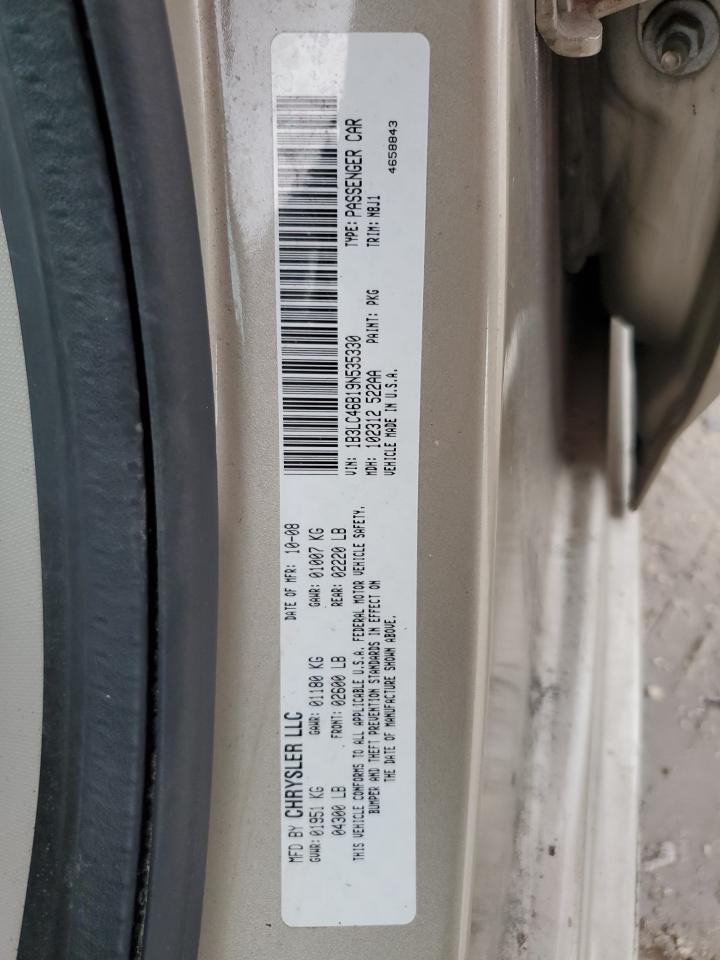 MFD BY CHRYSLER LLC DATE OF MFR: 10-08
GVWR: 01951 KG GAWR: 01180 KG GAWR: 01007 KG
04300 LB FRONT: 02600 LB REAR: 02220 LB
THIS VEHICLE CONFORMS TO ALL APPLICABLE U.S.A. FEDERAL MOTOR VEHICLE SAFETY,
BUMPER AND THEFT PREVENTION STANDARDS IN EFFECT ON
THE DATE OF MANUFACTURE SHOWN ABOVE.
VIN: 1B3LC46B19N535330 TYPE: PASSENGER CAR
MDH: 102312 522AA PAINT: PKG TRIM: N8J1
VEHICLE MADE IN U.S.A. 4658843